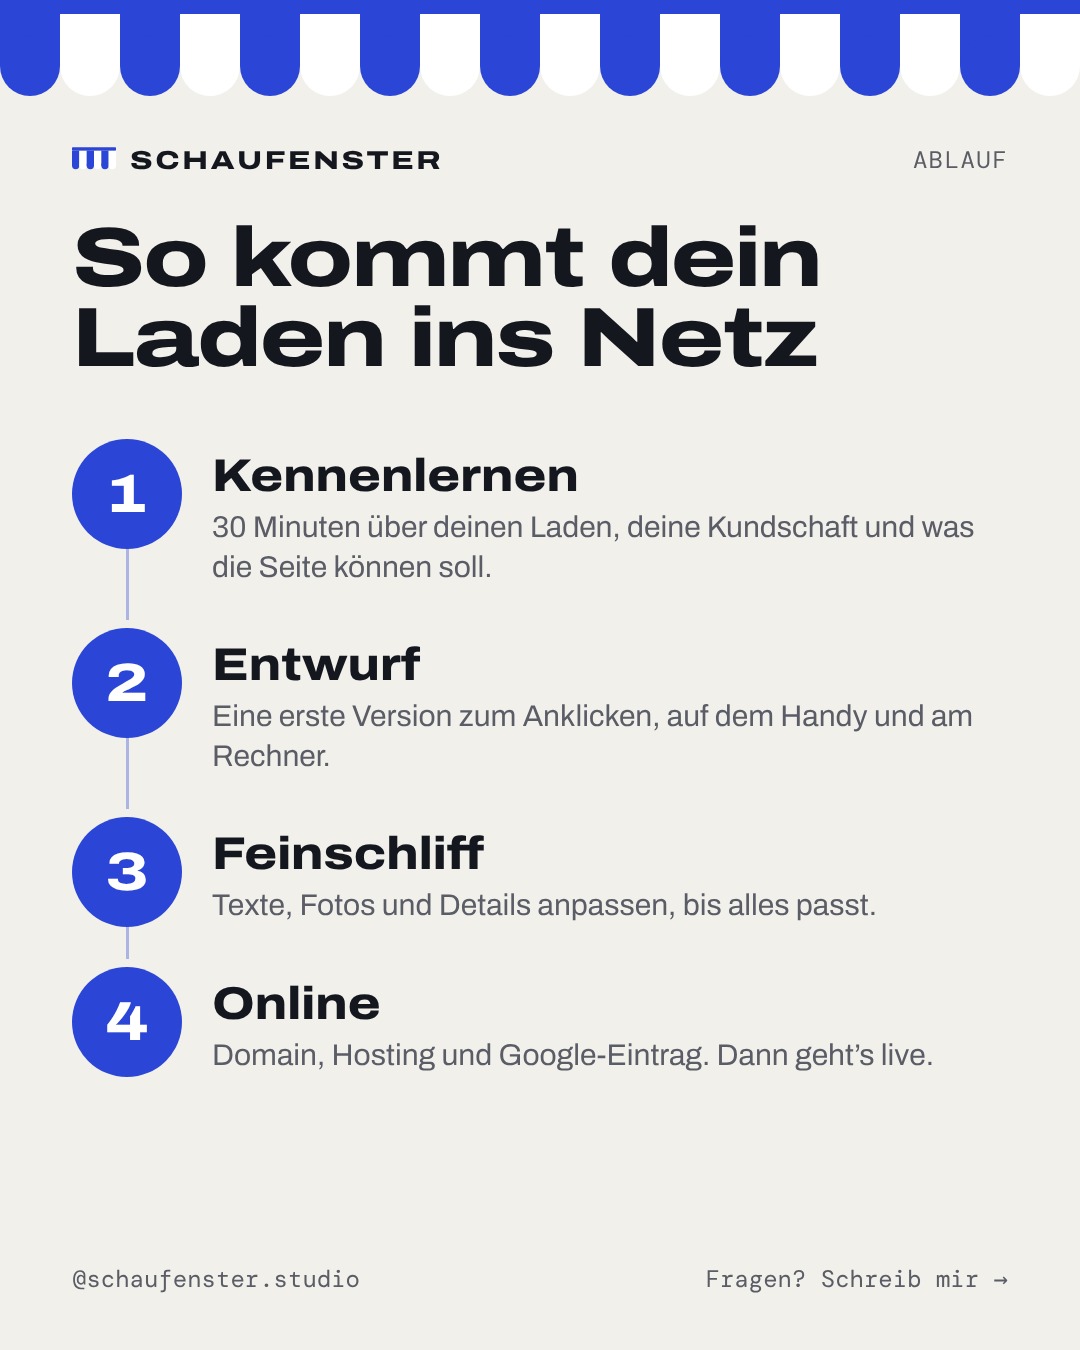 SCHAUFENSTER
ABLAUF
So kommt dein
Laden ins Netz
1
Kennenlernen
30 Minuten über deinen Laden, deine Kundschaft und was
die Seite können soll.
2
Entwurf
Eine erste Version zum Anklicken, auf dem Handy und am
Rechner.
3
Feinschliff
Texte, Fotos und Details anpassen, bis alles passt.
4
Online
Domain, Hosting und Google-Eintrag. Dann geht’s live.
@schaufenster.studio
Fragen? Schreib mir →